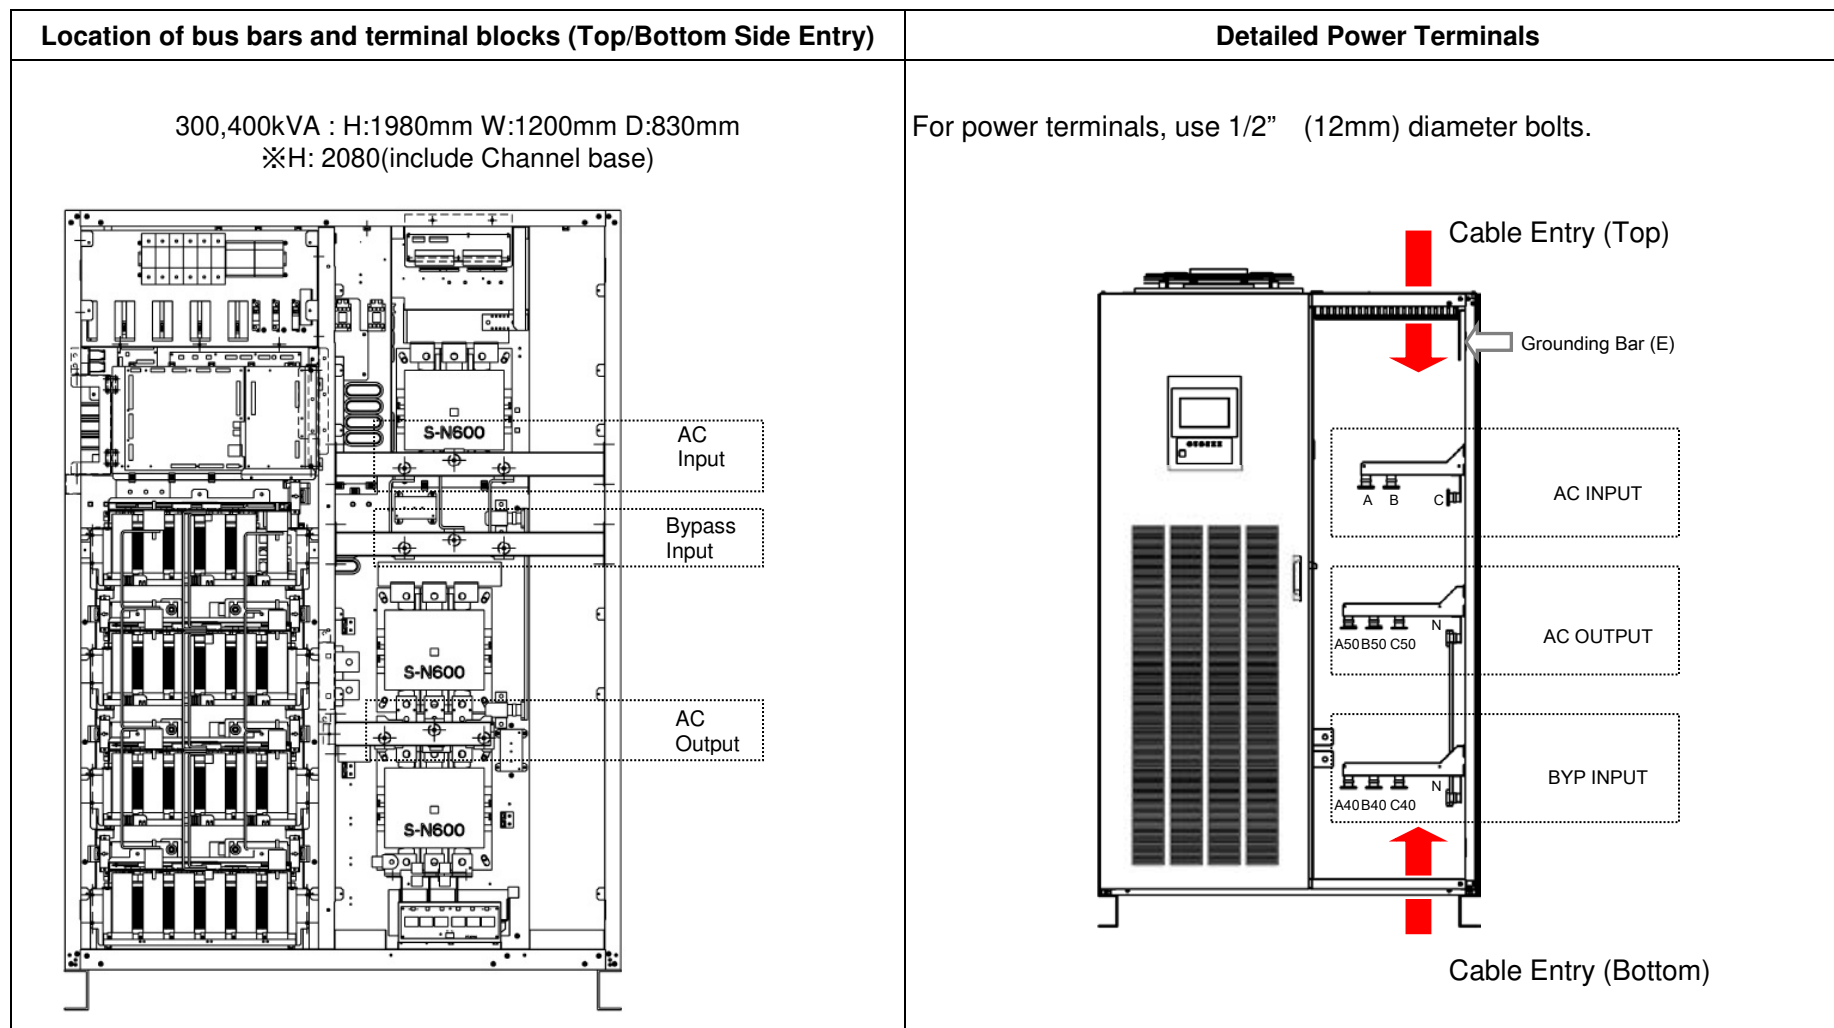 Location of bus bars and terminal blocks (Top/Bottom Side Entry)
Detailed Power Terminals
300,400kVA : H:1980mm W:1200mm D:830mm
※H: 2080(include Channel base)
S-N600
AC
Input
Bypass
Input
S-N600
AC
Output
S-N600
For power terminals, use 1/2” (12mm) diameter bolts.
Cable Entry (Top)
Grounding Bar (E)
A B C
AC INPUT
N
A50 B50 C50
AC OUTPUT
N
A40 B40 C40
BYP INPUT
Cable Entry (Bottom)